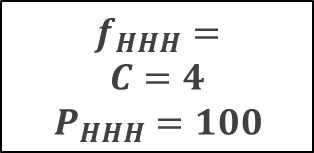 f_HHH =
C = 4
P_HHH = 100